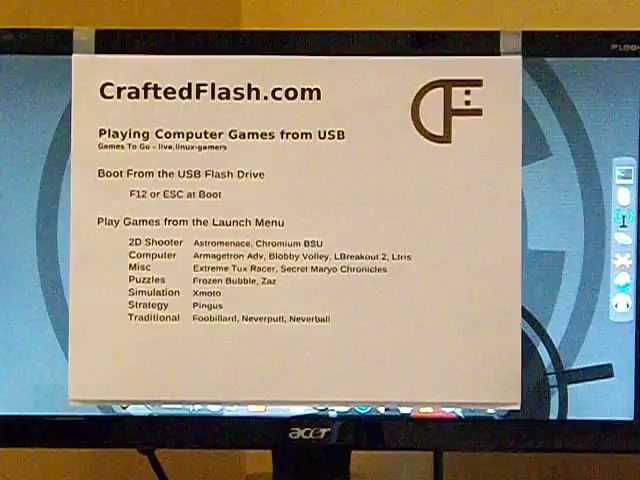 P186
CraftedFlash.com
Playing Computer Games from USB
Games To Go - live.linux-gamers
Boot From the USB Flash Drive
F12 or ESC at Boot
Play Games from the Launch Menu
2D Shooter Astromenace, Chromium BSU
Computer Armagetron Adv, Blobby Volley, LBreakout 2, Ltris
Misc Extreme Tux Racer, Secret Maryo Chronicles
Puzzles Frozen Bubble, Zaz
Simulation Xmoto
Strategy Pingus
Traditional Foobillard, Neverputt, Neverball
acer